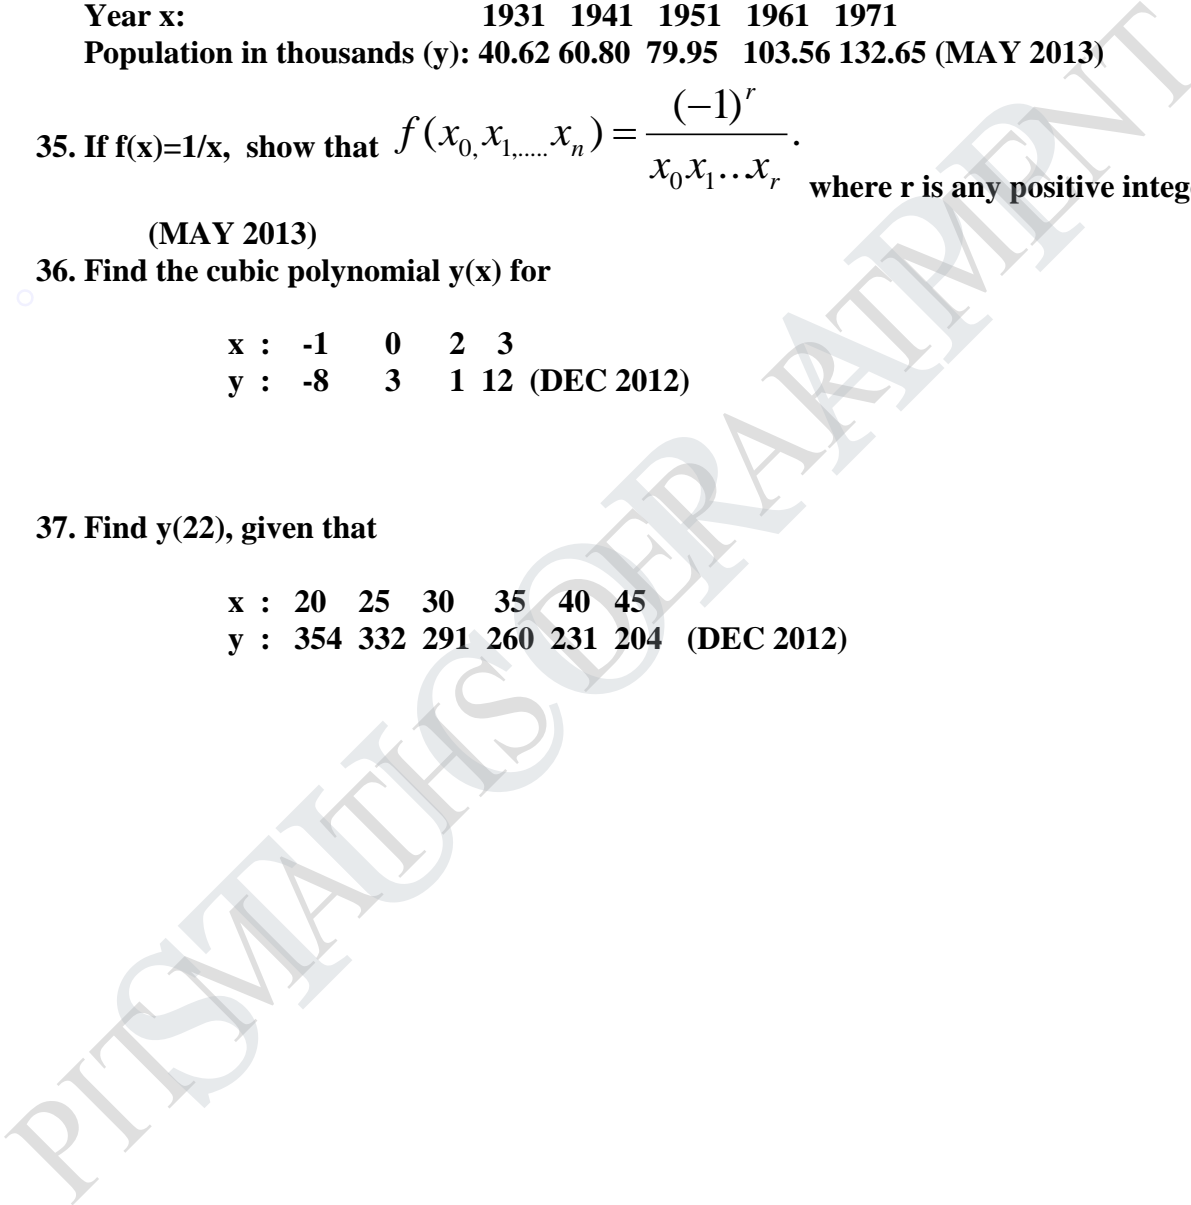 Year x: 1931 1941 1951 1961 1971
Population in thousands (y): 40.62 60.80 79.95 103.56 132.65 (MAY 2013)
35. If f(x)=1/x, show that f(x₀, x₁,..... xₙ) = (−1)^r / (x₀x₁…x_r) . where r is any positive integ
(MAY 2013)
36. Find the cubic polynomial y(x) for
x : -1 0 2 3
y : -8 3 1 12 (DEC 2012)
37. Find y(22), given that
x : 20 25 30 35 40 45
y : 354 332 291 260 231 204 (DEC 2012)
PIT MATHS DEPARTMENT